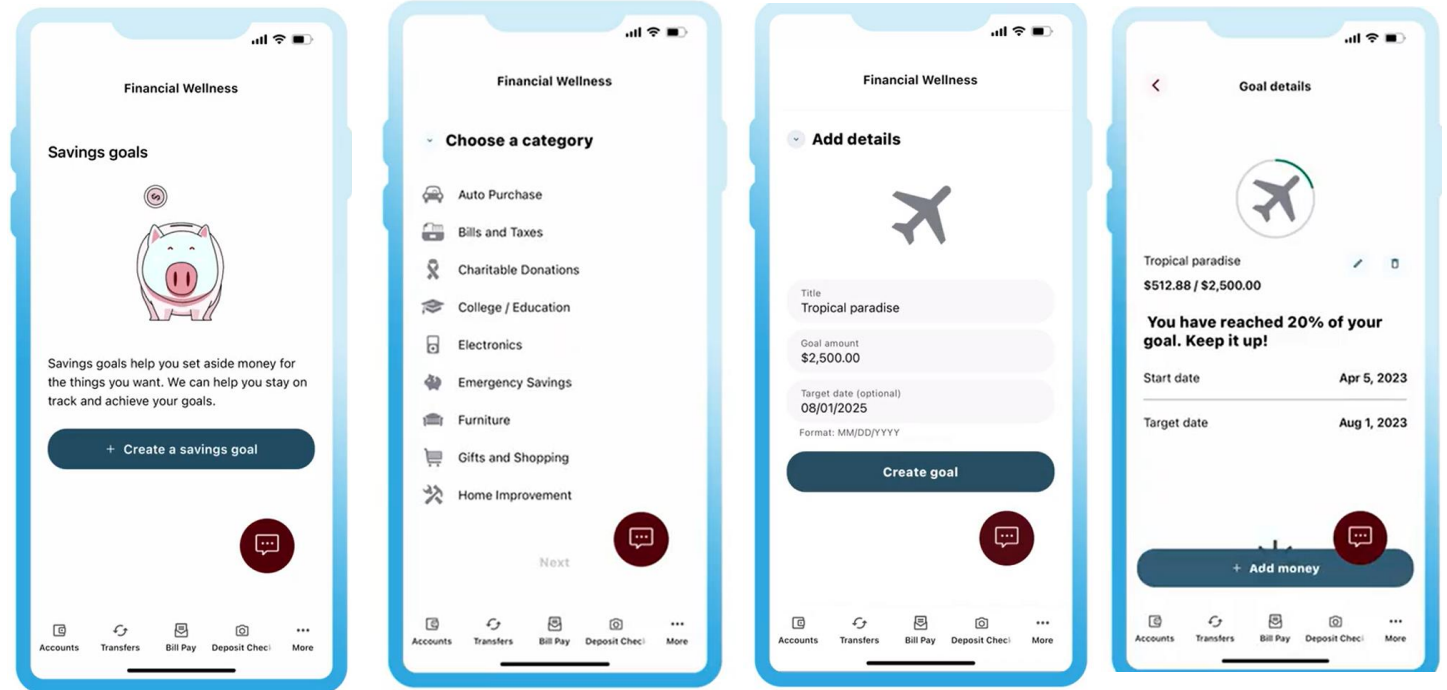 Financial Wellness
Savings goals
$
Savings goals help you set aside money for
the things you want. We can help you stay on
track and achieve your goals.
+ Create a savings goal
Accounts
Transfers
Bill Pay
Deposit Chec
More
Financial Wellness
Choose a category
Auto Purchase
Bills and Taxes
Charitable Donations
College / Education
Electronics
Emergency Savings
Furniture
Gifts and Shopping
Home Improvement
Next
Accounts
Transfers
Bill Pay
Deposit Chec
More
Financial Wellness
Add details
Title
Tropical paradise
Goal amount
$2,500.00
Target date (optional)
08/01/2025
Format: MM/DD/YYYY
Create goal
Accounts
Transfers
Bill Pay
Deposit Chec
More
Goal details
Tropical paradise
$512.88 / $2,500.00
You have reached 20% of your
goal. Keep it up!
Start date Apr 5, 2023
Target date Aug 1, 2023
+ Add money
Accounts
Transfers
Bill Pay
Deposit Chec
More